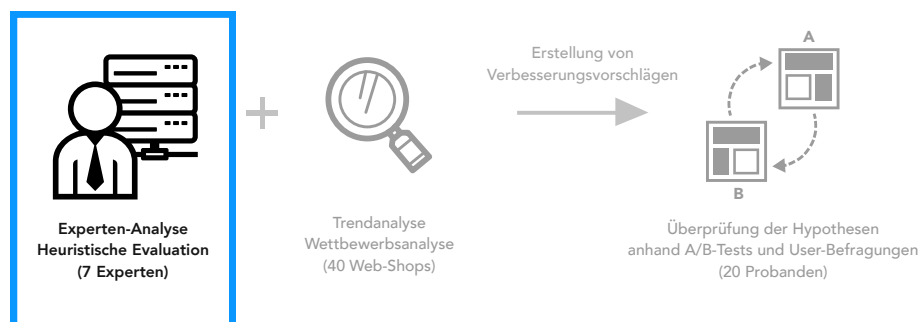 Experten-Analyse
Heuristische Evaluation
(7 Experten)
Trendanalyse
Wettbewerbsanalyse
(40 Web-Shops)
Erstellung von
Verbesserungsvorschlägen
A
B
Überprüfung der Hypothesen
anhand A/B-Tests und User-Befragungen
(20 Probanden)